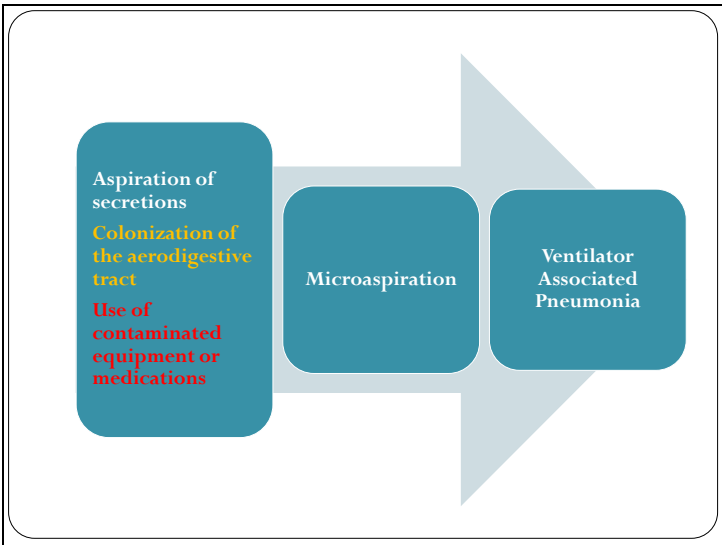 Aspiration of
secretions
Colonization of
the aerodigestive
tract
Use of
contaminated
equipment or
medications
Microaspiration
Ventilator
Associated
Pneumonia